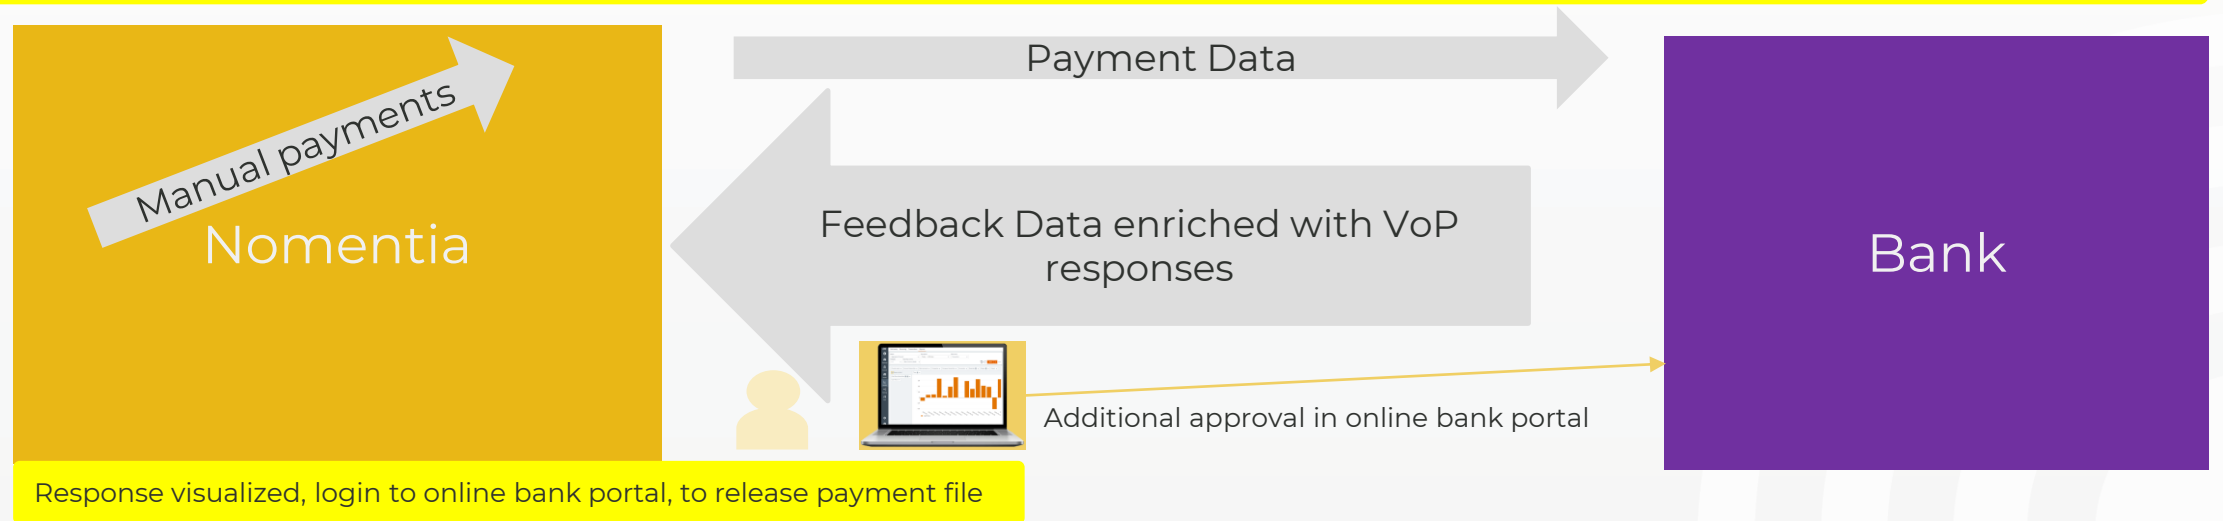 Payment Data
Manual payments
Nomentia
Feedback Data enriched with VoP
responses
Bank
Additional approval in online bank portal
Response visualized, login to online bank portal, to release payment file